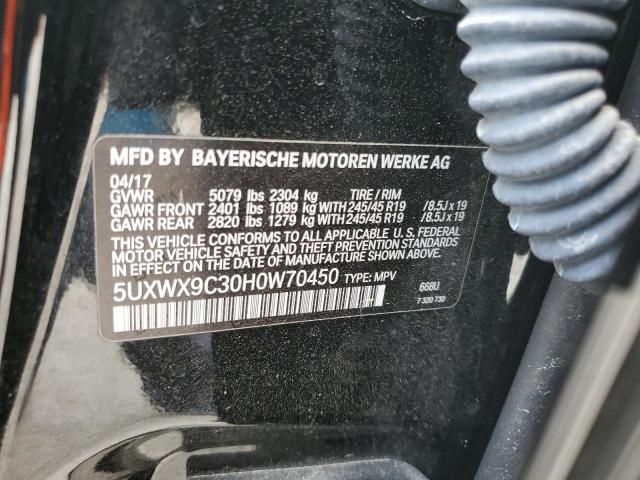 MFD BY BAYERISCHE MOTOREN WERKE AG
04/17
GVWR 5079 lbs 2304 kg TIRE / RIM
GAWR FRONT 2401 lbs 1089 kg WITH 245/45 R19 /8.5J x 19
GAWR REAR 2820 lbs 1279 kg WITH 245/45 R19 /8.5J x 19
THIS VEHICLE CONFORMS TO ALL APPLICABLE U. S. FEDERAL
MOTOR VEHICLE SAFETY AND THEFT PREVENTION STANDARDS
IN EFFECT ON THE DATE OF MANUFACTURE SHOWN ABOVE.
5UXWX9C30H0W70450 TYPE: MPV
668U
7 320 730